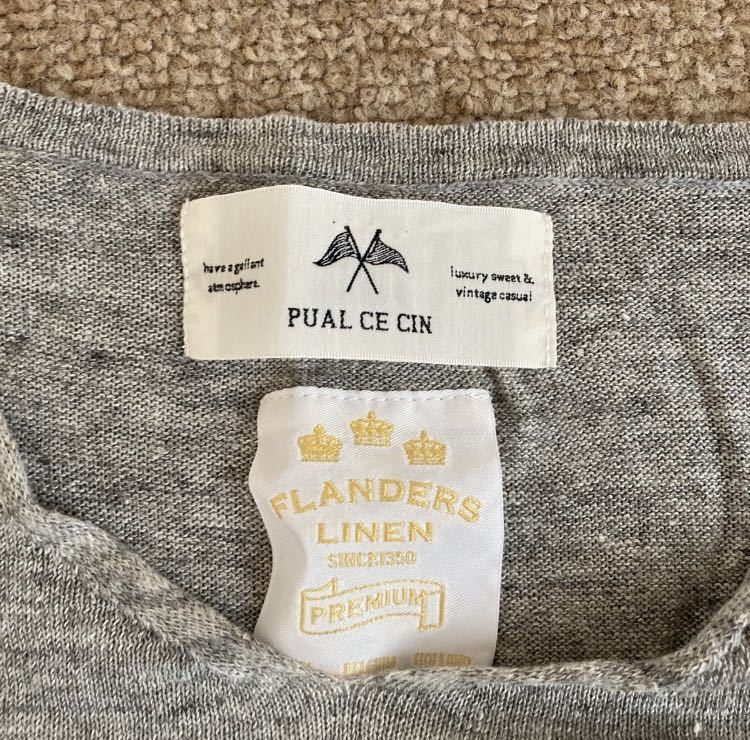 have a gallant
atmosphere.
luxury sweet &
vintage casual
PUAL CE CIN
FLANDERS
LINEN
SINCE1350
PREMIUM